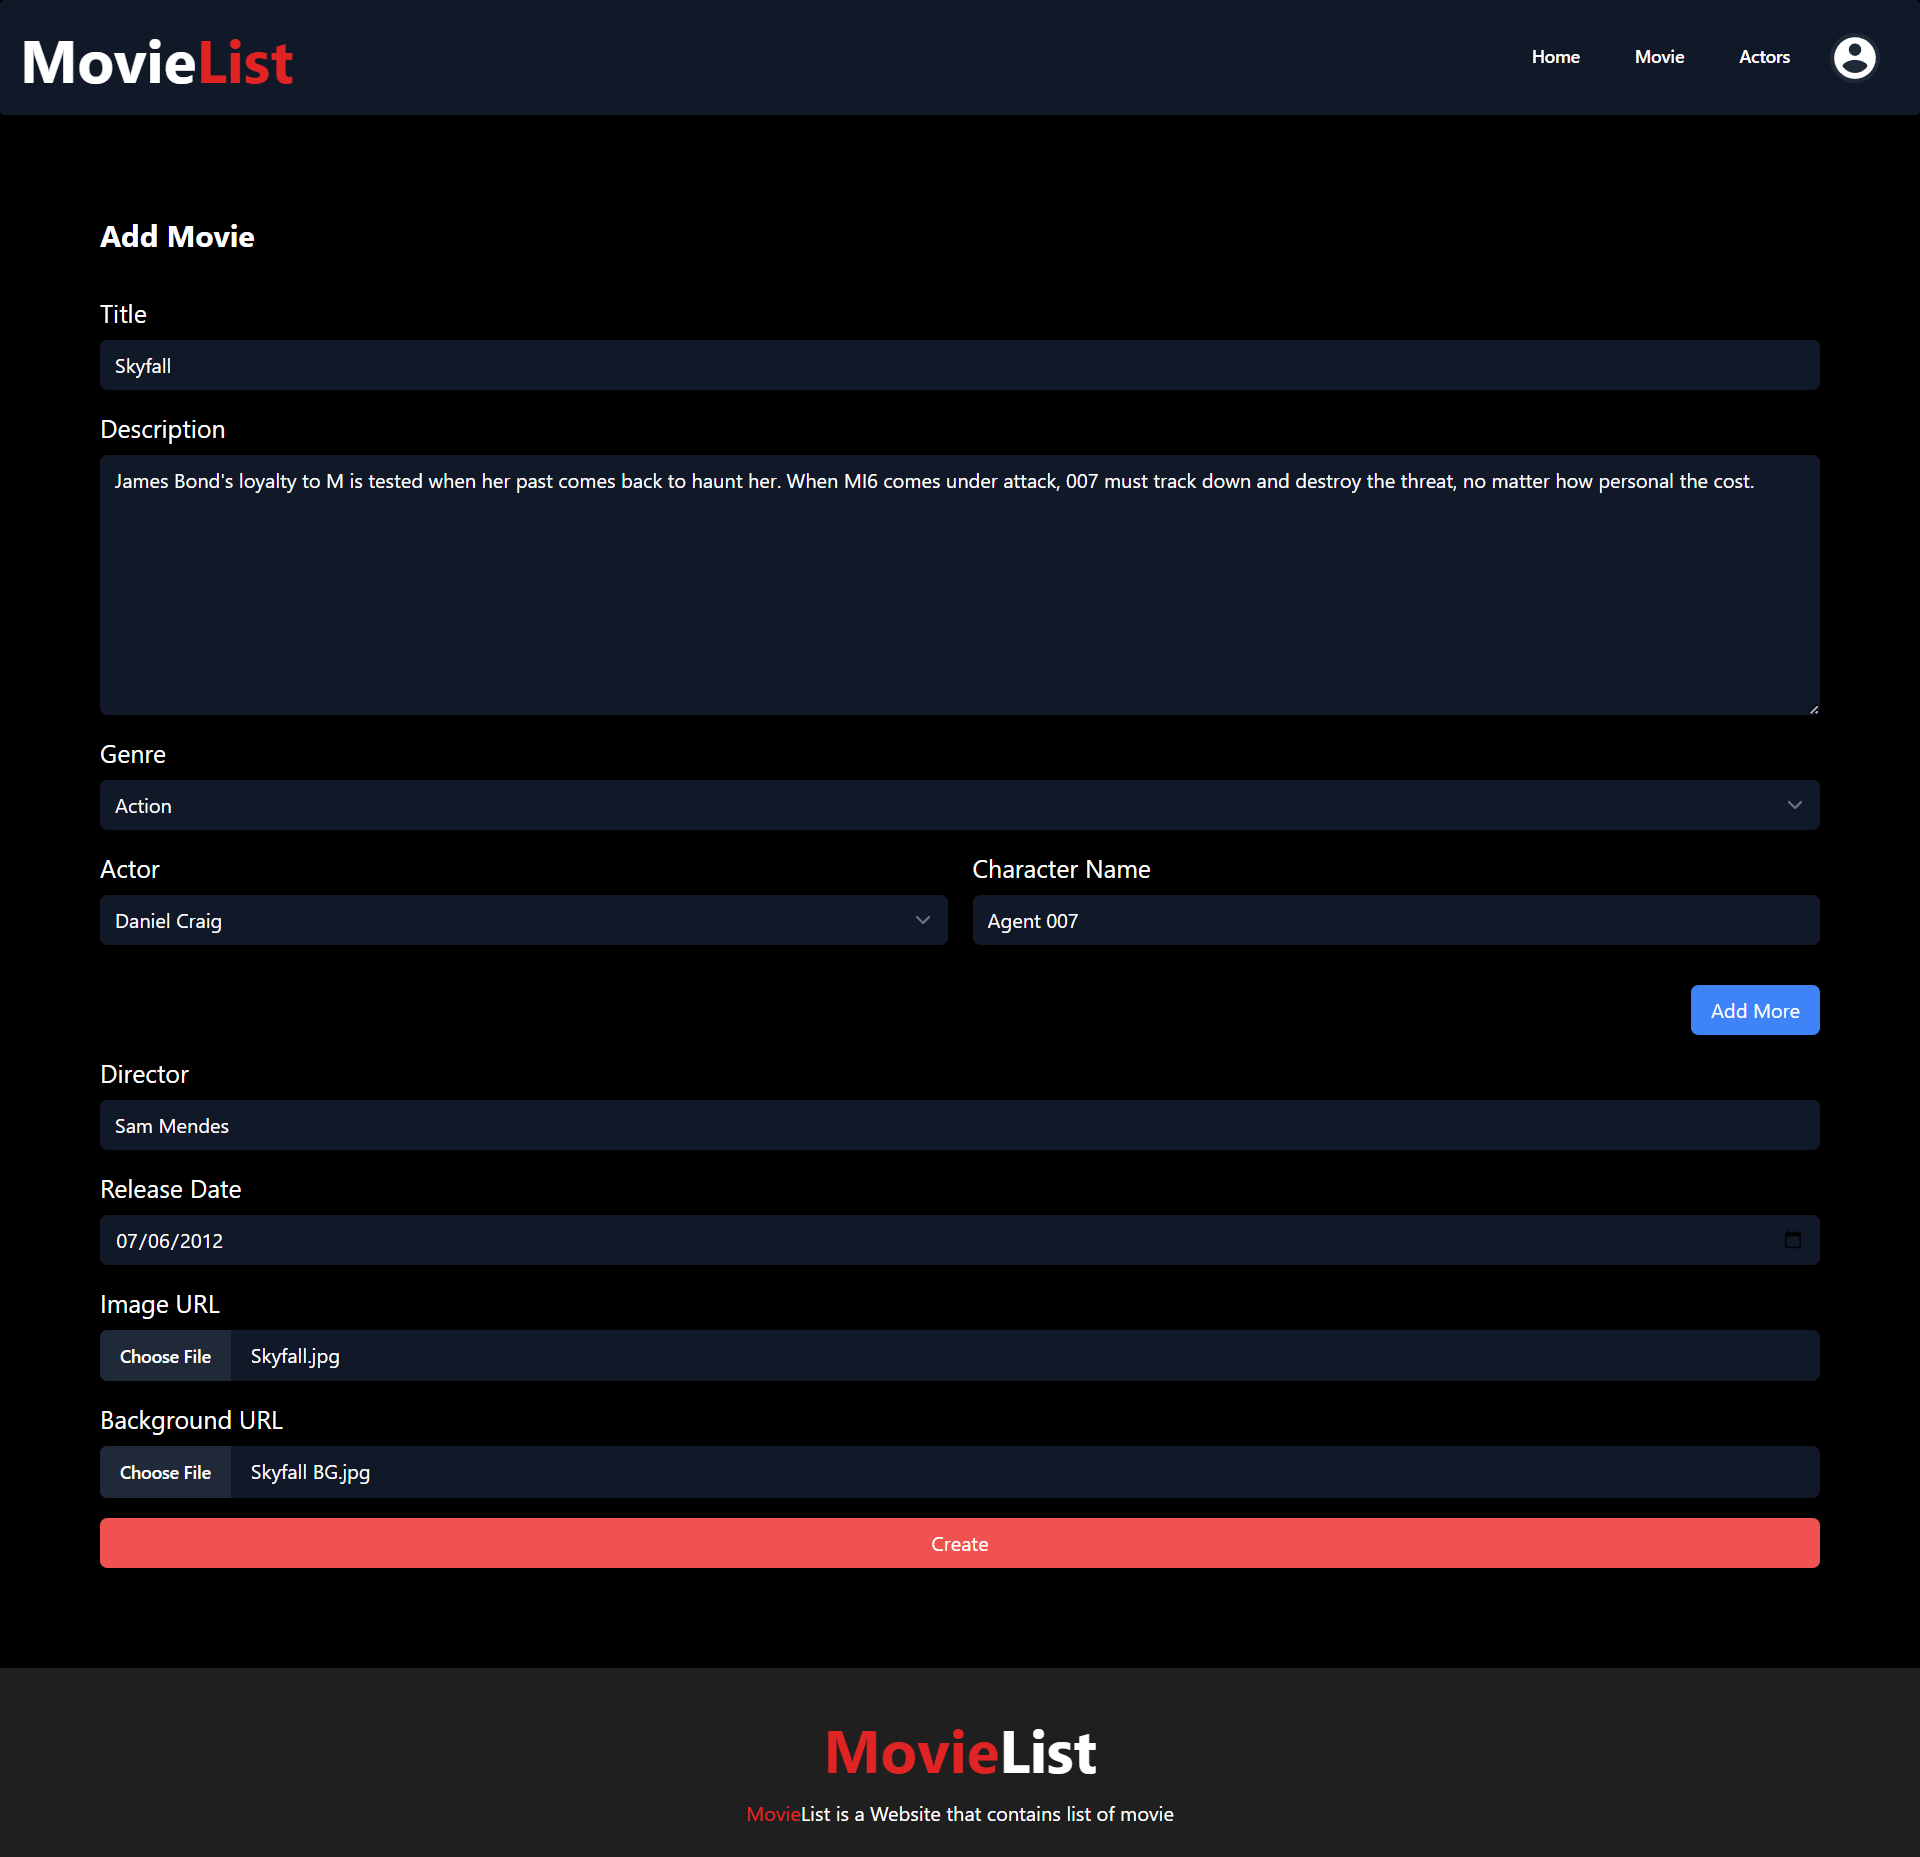 MovieList
Home Movie Actors
Add Movie
Title
Skyfall
Description
James Bond's loyalty to M is tested when her past comes back to haunt her. When MI6 comes under attack, 007 must track down and destroy the threat, no matter how personal the cost.
Genre
Action
Actor Character Name
Daniel Craig Agent 007
Add More
Director
Sam Mendes
Release Date
07/06/2012
Image URL
Choose File Skyfall.jpg
Background URL
Choose File Skyfall BG.jpg
Create
MovieList
MovieList is a Website that contains list of movie